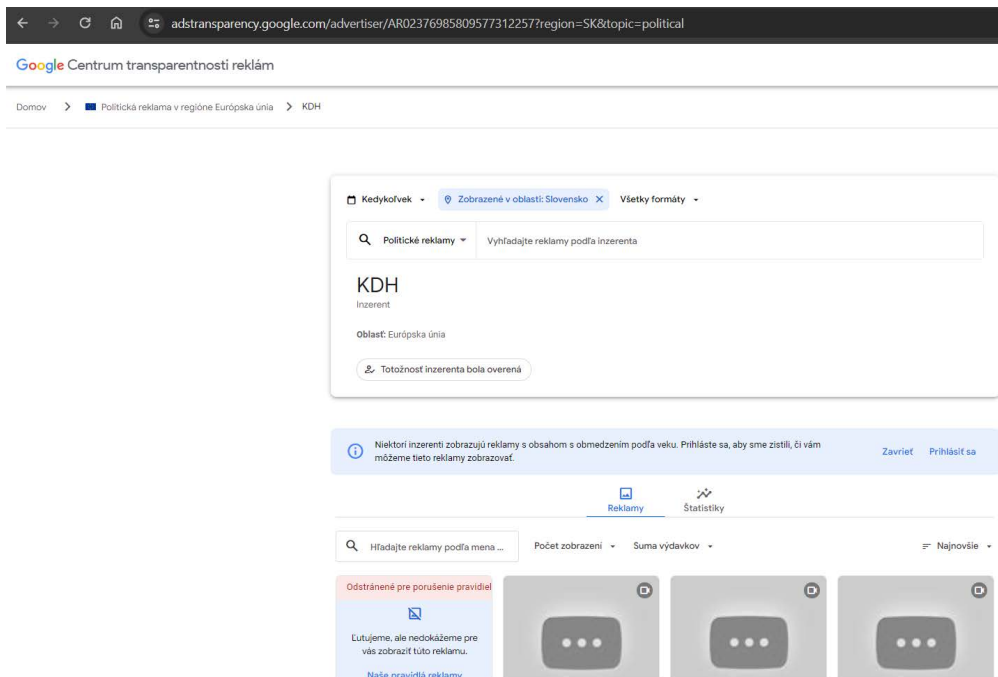 adstransparency.google.com/advertiser/AR02376985809577312257?region=SK&topic=political
Google Centrum transparentnosti reklám
Domov > Politická reklama v regióne Európska únia > KDH
Kedykoľvek Zobrazené v oblasti: Slovensko Všetky formáty
Politické reklamy Vyhľadajte reklamy podľa inzerenta
KDH
Inzerent
Oblasť: Európska únia
Totožnosť inzerenta bola overená
Niektorí inzerenti zobrazujú reklamy s obsahom s obmedzením podľa veku. Prihláste sa, aby sme zistili, či vám
môžeme tieto reklamy zobrazovať.
Zavrieť Prihlásiť sa
Reklamy Štatistiky
Hľadajte reklamy podľa mena ... Počet zobrazení Suma výdavkov Najnovšie
Odstránené pre porušenie pravidiel
Ľutujeme, ale nedokážeme pre
vás zobraziť túto reklamu.
Naše pravidlá reklamy